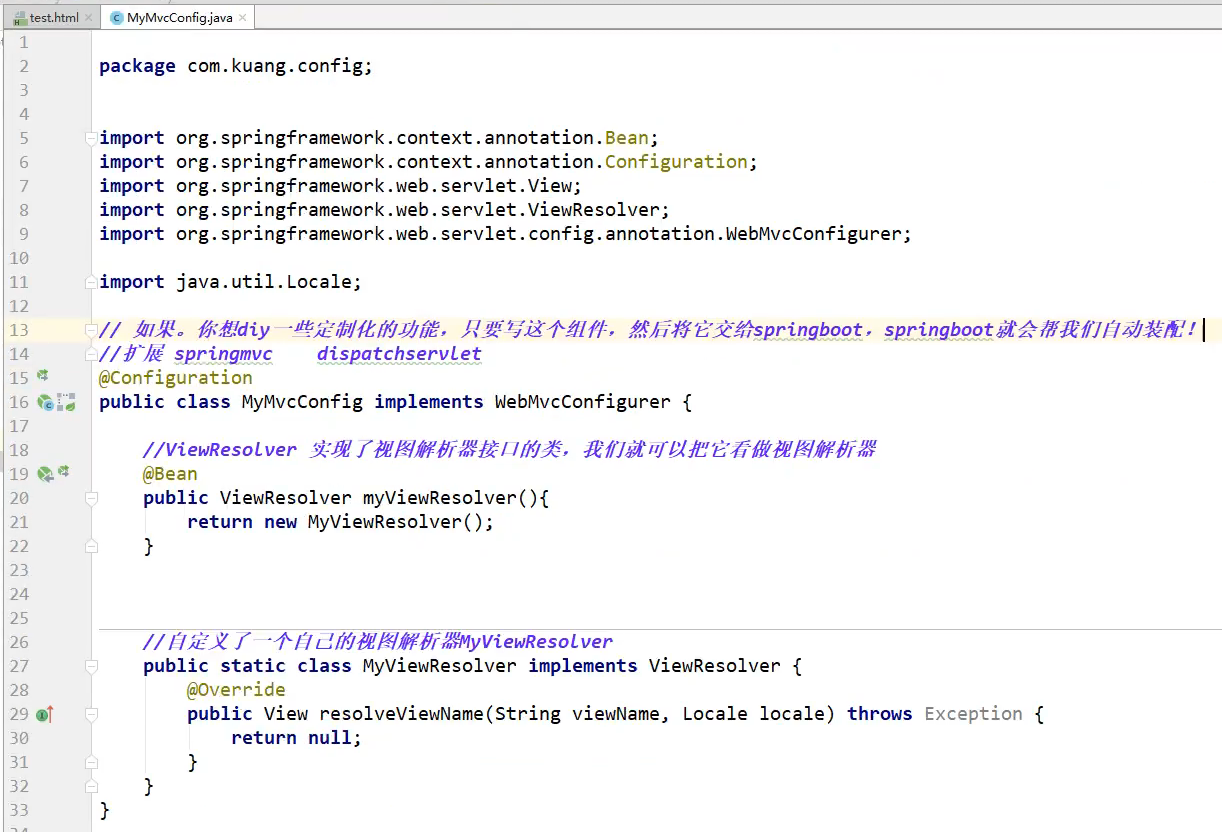 test.html
MyMvcConfig.java
1
2 package com.kuang.config;
3
4
5 import org.springframework.context.annotation.Bean;
6 import org.springframework.context.annotation.Configuration;
7 import org.springframework.web.servlet.View;
8 import org.springframework.web.servlet.ViewResolver;
9 import org.springframework.web.servlet.config.annotation.WebMvcConfigurer;
10
11 import java.util.Locale;
12
13 // 如果。你想diy一些定制化的功能，只要写这个组件，然后将它交给springboot，springboot就会帮我们自动装配！
14 //扩展 springmvc    dispatchservlet
15 @Configuration
16 public class MyMvcConfig implements WebMvcConfigurer {
17
18     //ViewResolver 实现了视图解析器接口的类，我们就可以把它看做视图解析器
19     @Bean
20     public ViewResolver myViewResolver(){
21         return new MyViewResolver();
22     }
23
24
25
26     //自定义了一个自己的视图解析器MyViewResolver
27     public static class MyViewResolver implements ViewResolver {
28         @Override
29         public View resolveViewName(String viewName, Locale locale) throws Exception {
30             return null;
31         }
32     }
33 }